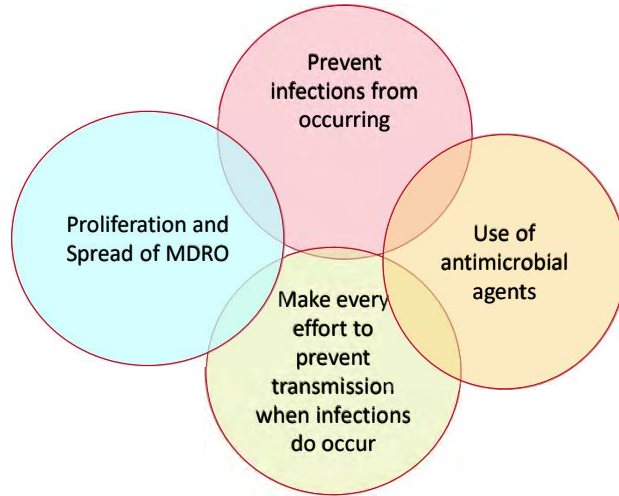 Prevent
infections from
occurring
Proliferation and
Spread of MDRO
Use of
antimicrobial
agents
Make every
effort to
prevent
transmission
when infections
do occur